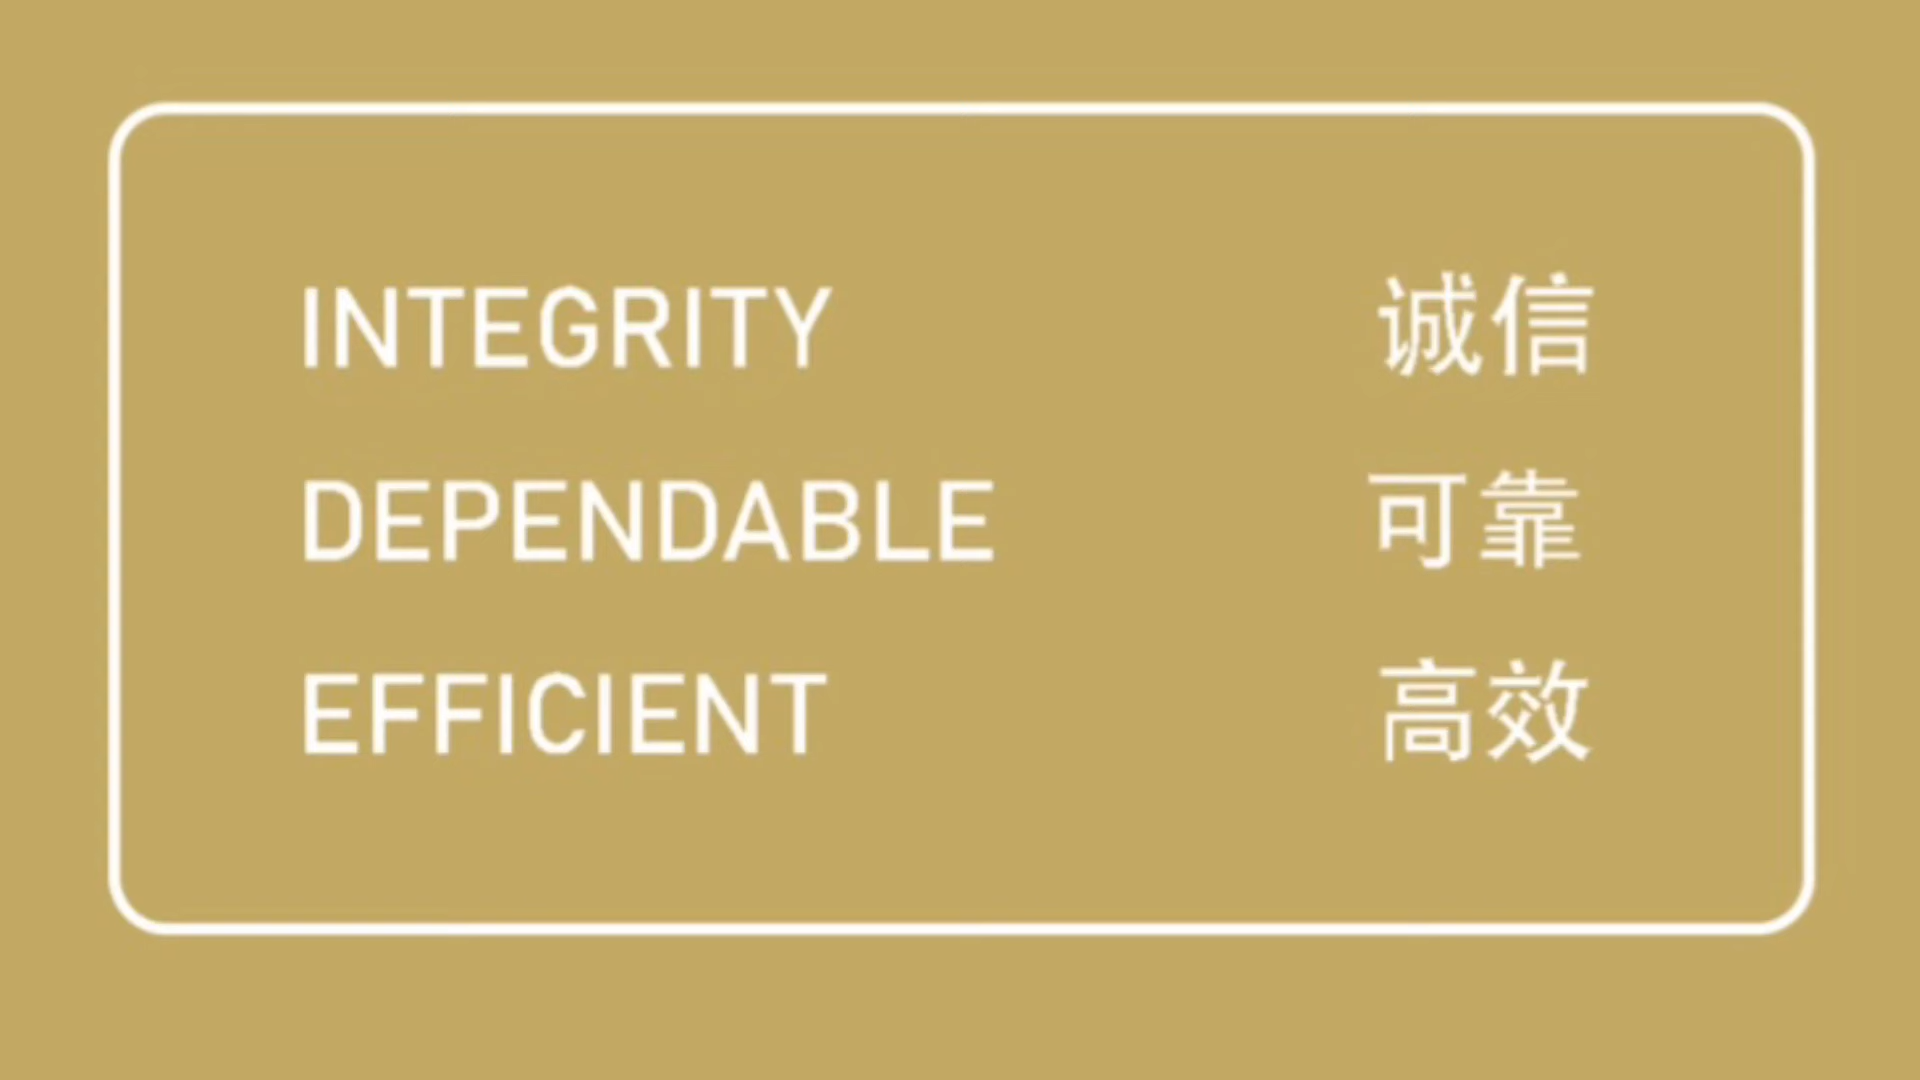 INTEGRITY 诚信
DEPENDABLE 可靠
EFFICIENT 高效